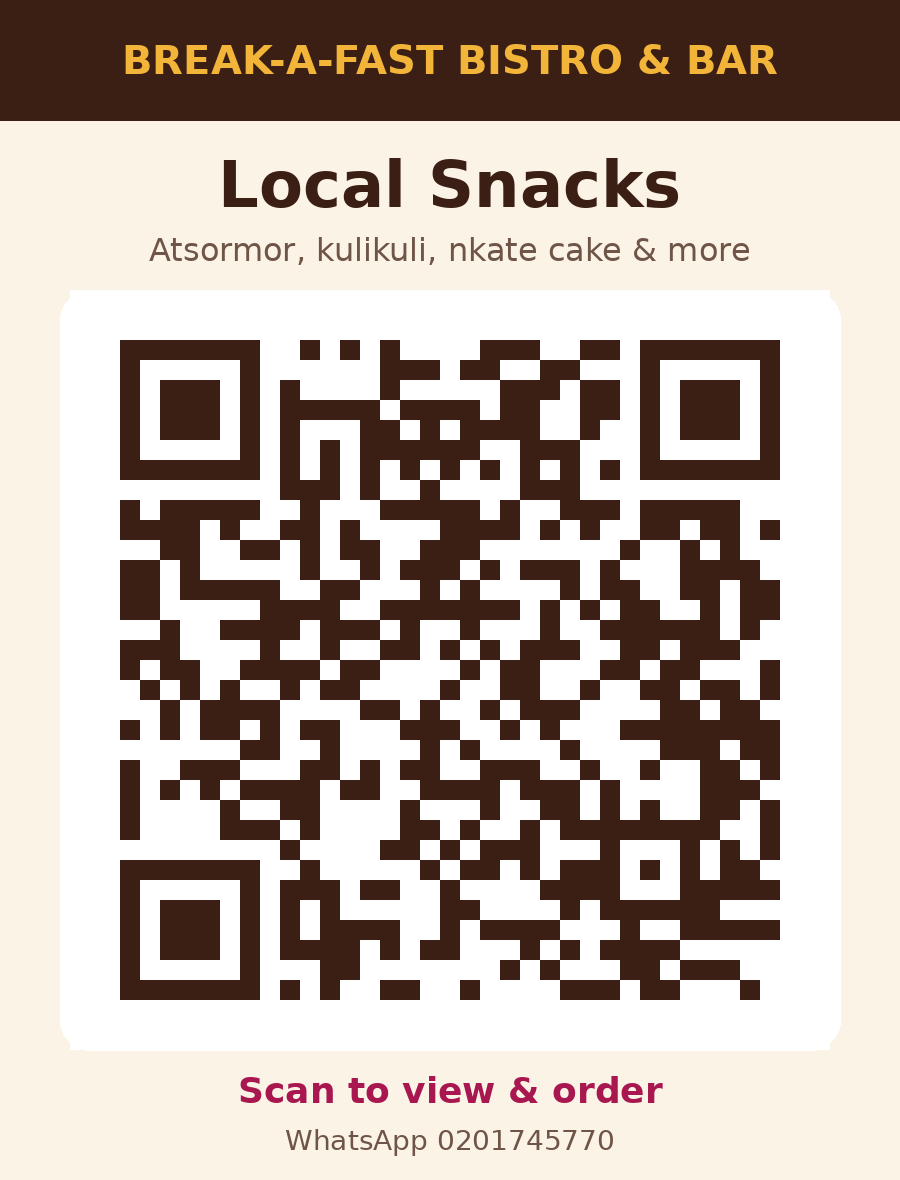 BREAK-A-FAST BISTRO & BAR
Local Snacks
Atsormor, kulikuli, nkate cake & more
Scan to view & order
WhatsApp 0201745770